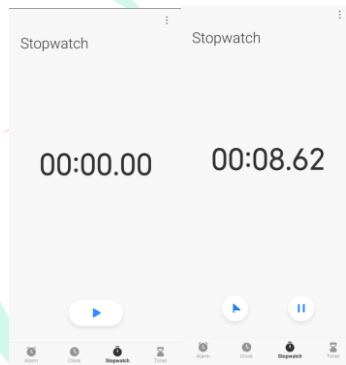 Stopwatch
00:00.00
Alarm Clock Stopwatch Timer
Stopwatch
00:08.62
Alarm Clock Stopwatch Timer